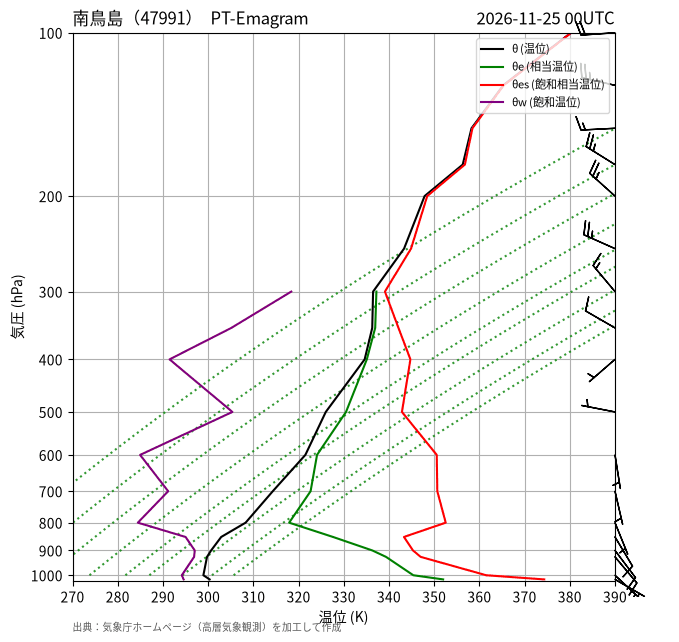 南鳥島（47991） PT-Emagram
2026-11-25 00UTC
θ (温位)
θe (相当温位)
θes (飽和相当温位)
θw (飽和温位)
100
200
300
400
500
600
700
800
900
1000
気圧 (hPa)
270 280 290 300 310 320 330 340 350 360 370 380 390
温位 (K)
出典：気象庁ホームページ（高層気象観測）を加工して作成